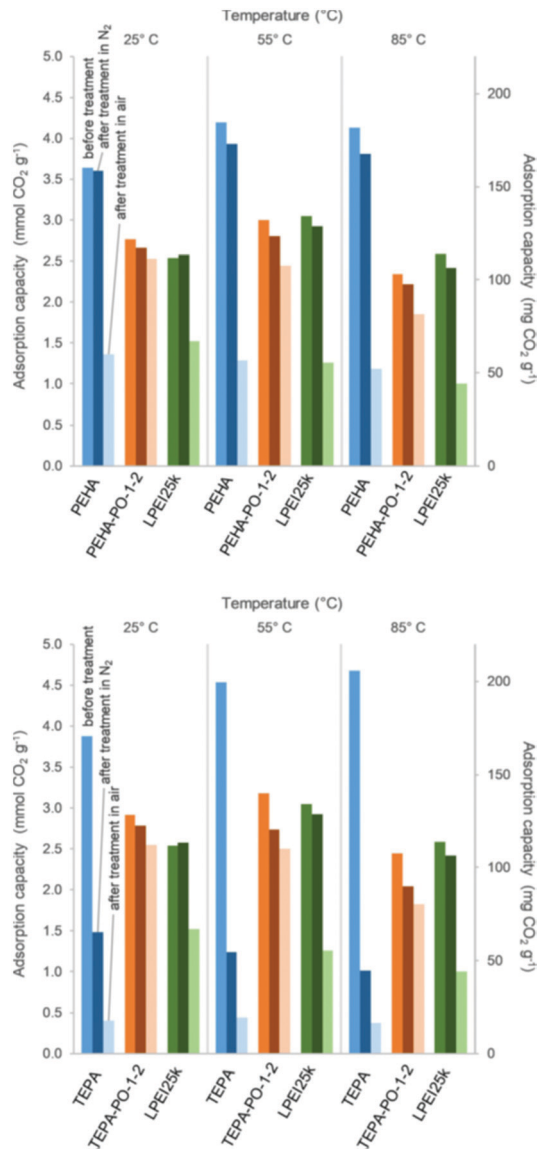 Temperature (°C)
25° C 55° C 85° C
Adsorption capacity (mmol CO₂ g⁻¹)
5.0
4.5
4.0
3.5
3.0
2.5
2.0
1.5
1.0
0.5
0.0
before treatment
after treatment in N₂
after treatment in air
200
150
100
50
0
Adsorption capacity (mg CO₂ g⁻¹)
PEHA
PEHA-PO-1-2
LPEI25k
PEHA
PEHA-PO-1-2
LPEI25k
PEHA
PEHA-PO-1-2
LPEI25k
Temperature (°C)
25° C 55° C 85° C
Adsorption capacity (mmol CO₂ g⁻¹)
5.0
4.5
4.0
3.5
3.0
2.5
2.0
1.5
1.0
0.5
0.0
before treatment
after treatment in N₂
after treatment in air
200
150
100
50
0
Adsorption capacity (mg CO₂ g⁻¹)
TEPA
TEPA-PO-1-2
LPEI25k
TEPA
TEPA-PO-1-2
LPEI25k
TEPA
TEPA-PO-1-2
LPEI25k